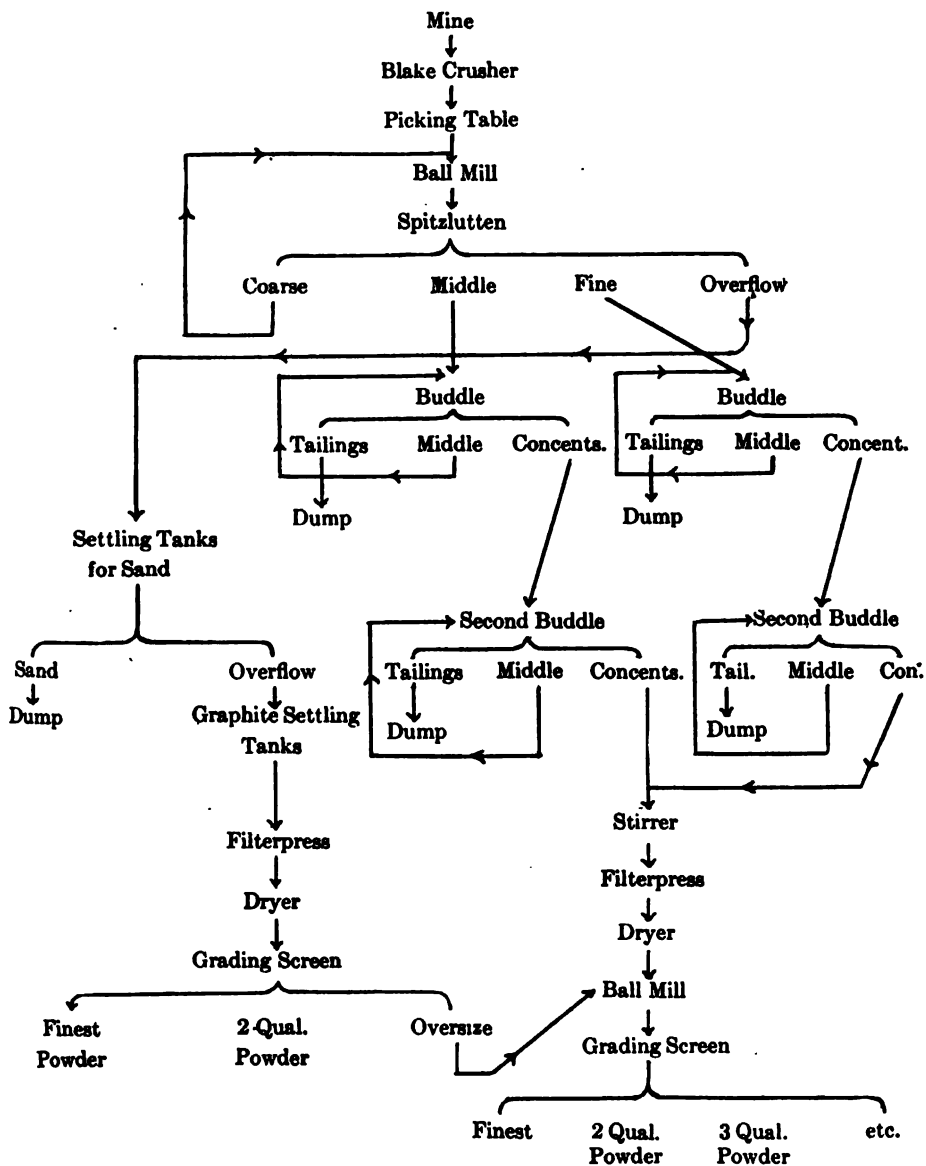 Mine
Blake Crusher
Picking Table
Ball Mill
Spitzlutten
Coarse Middle Fine Overflow
Buddle Buddle
Tailings Middle Concents. Tailings Middle Concent.
Dump Dump
Settling Tanks
for Sand
Second Buddle Second Buddle
Sand Overflow Tailings Middle Concents. Tail. Middle Con.
Dump Graphite Settling
Tanks
Dump Dump
Stirrer
Filterpress
Filterpress
Dryer
Dryer
Grading Screen
Ball Mill
Finest 2-Qual. Oversize
Powder Powder
Grading Screen
Finest 2 Qual. 3 Qual. etc.
Powder Powder